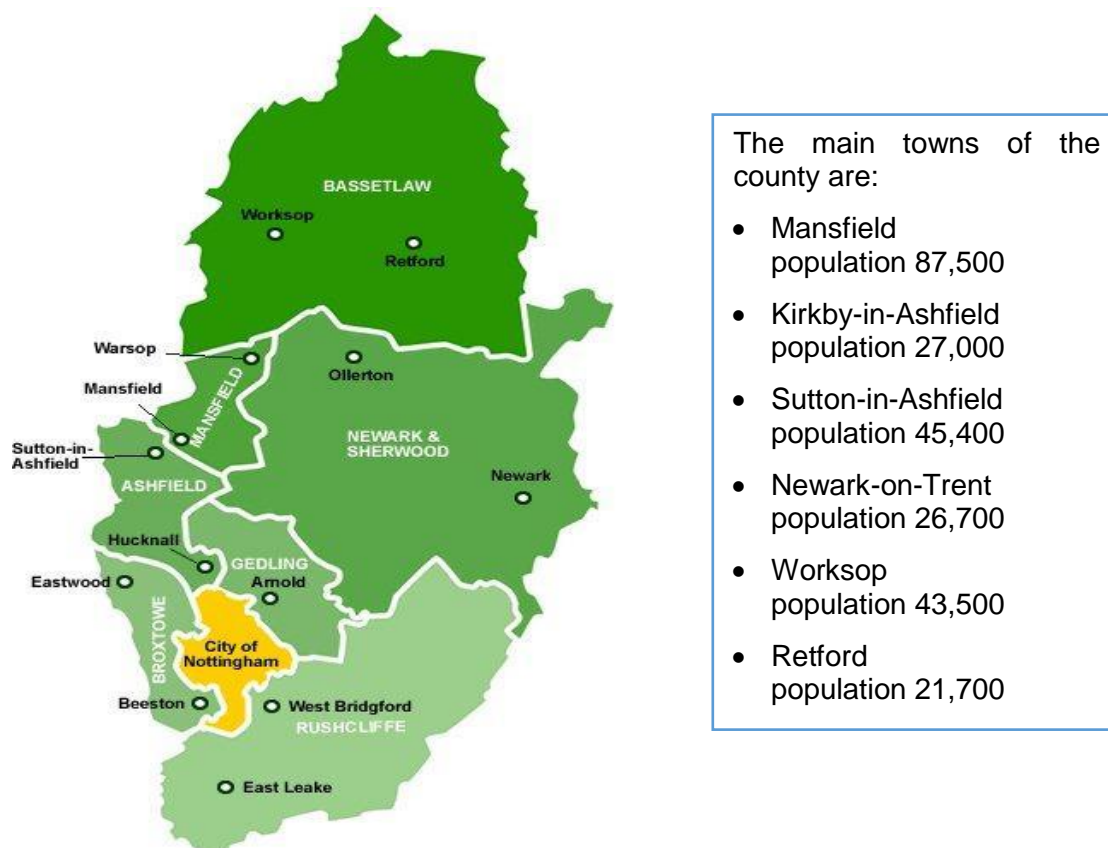 BASSETLAW
Worksop
Retford
Warsop
Ollerton
Mansfield
MANSFIELD
NEWARK &
SHERWOOD
Sutton-in-
Ashfield
ASHFIELD
Newark
Hucknall
GEDLING
Eastwood
Arnold
BROXTOWE
City of
Nottingham
Beeston
West Bridgford
RUSHCLIFFE
East Leake
The main towns of the
county are:
• Mansfield
population 87,500
• Kirkby-in-Ashfield
population 27,000
• Sutton-in-Ashfield
population 45,400
• Newark-on-Trent
population 26,700
• Worksop
population 43,500
• Retford
population 21,700